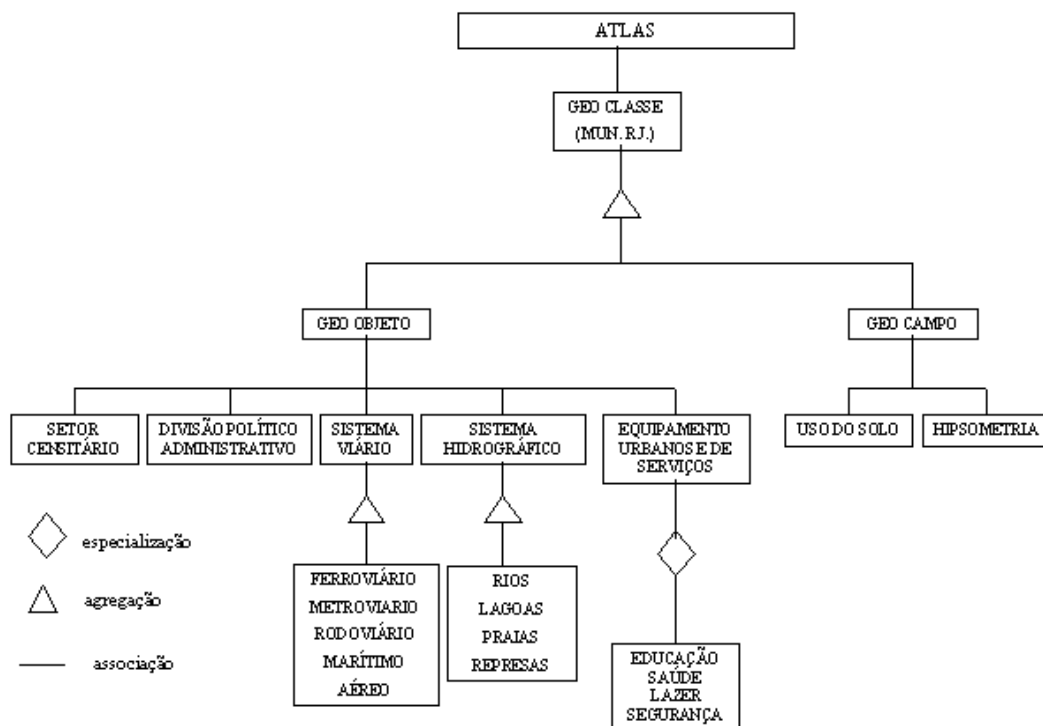 ATLAS
GEO CLASSE
(MUN. RJ.)
GEO OBJETO
GEO CAMPO
SETOR
CENSITÁRIO
DIVISÃO POLÍTICO
ADMINISTRATIVO
SISTEMA
VIÁRIO
SISTEMA
HIDROGRÁFICO
EQUIPAMENTO
URBANOS E DE
SERVIÇOS
USO DO SOLO
HIPSOMETRIA
especialização
agregação
associação
FERROVIÁRIO
METROVIARIO
RODOVIÁRIO
MARÍTIMO
AÉREO
RIOS
LAGOAS
PRAIAS
REPRESAS
EDUCAÇÃO
SAÚDE
LAZER
SEGURANÇA